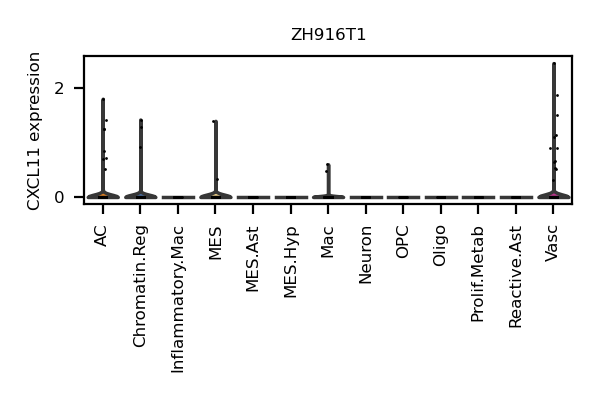 ZH916T1
CXCL11 expression
2
0
AC
Chromatin.Reg
Inflammatory.Mac
MES
MES.Ast
MES.Hyp
Mac
Neuron
OPC
Oligo
Prolif.Metab
Reactive.Ast
Vasc